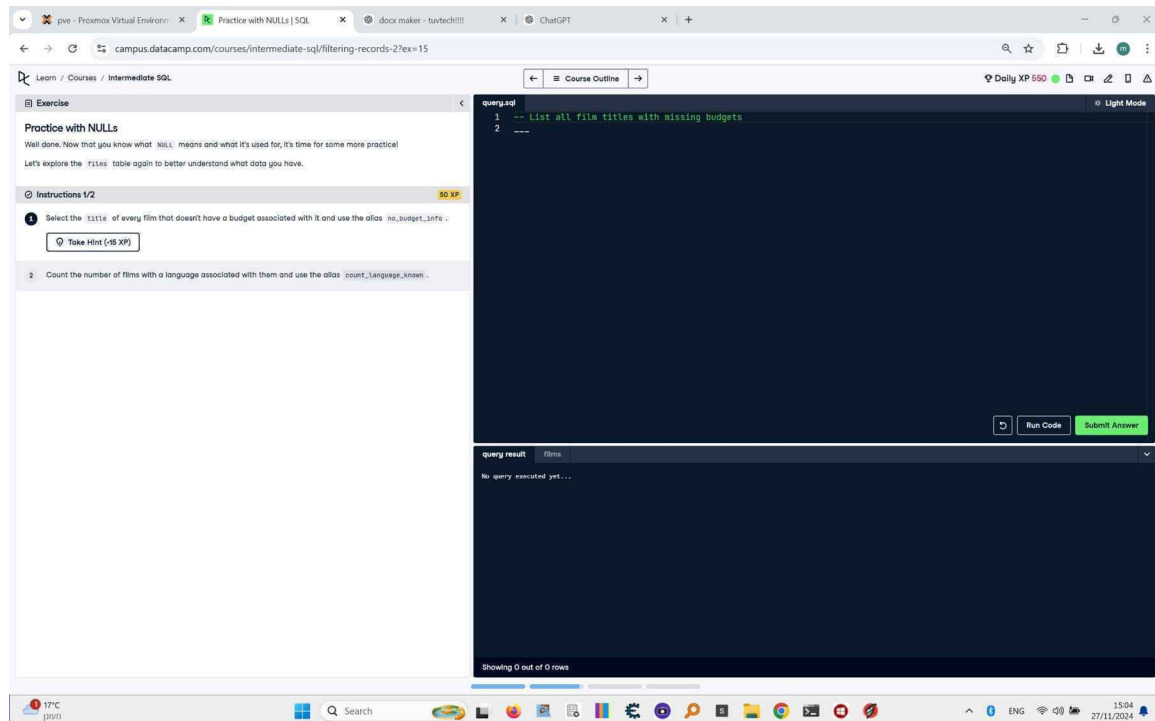 pve - Proxmox Virtual Environm
Practice with NULLs | SQL
docx maker - tuvtech!!!!
ChatGPT
campus.datacamp.com/courses/intermediate-sql/filtering-records-2?ex=15
m
Learn / Courses / Intermediate SQL
Course Outline
Daily XP 550
Exercise
Practice with NULLs
Well done. Now that you know what NULL means and what it's used for, it's time for some more practice!
Let's explore the films table again to better understand what data you have.
Instructions 1/2
50 XP
1 Select the title of every film that doesn't have a budget associated with it and use the alias no_budget_info .
Take Hint (-15 XP)
2 Count the number of films with a language associated with them and use the alias count_language_known .
query.sql
Light Mode
1 -- List all film titles with missing budgets
2 ___
Run Code
Submit Answer
query result
films
No query executed yet...
Showing 0 out of 0 rows
1
17°C
Search
S
ENG
15:04
27/11/2024